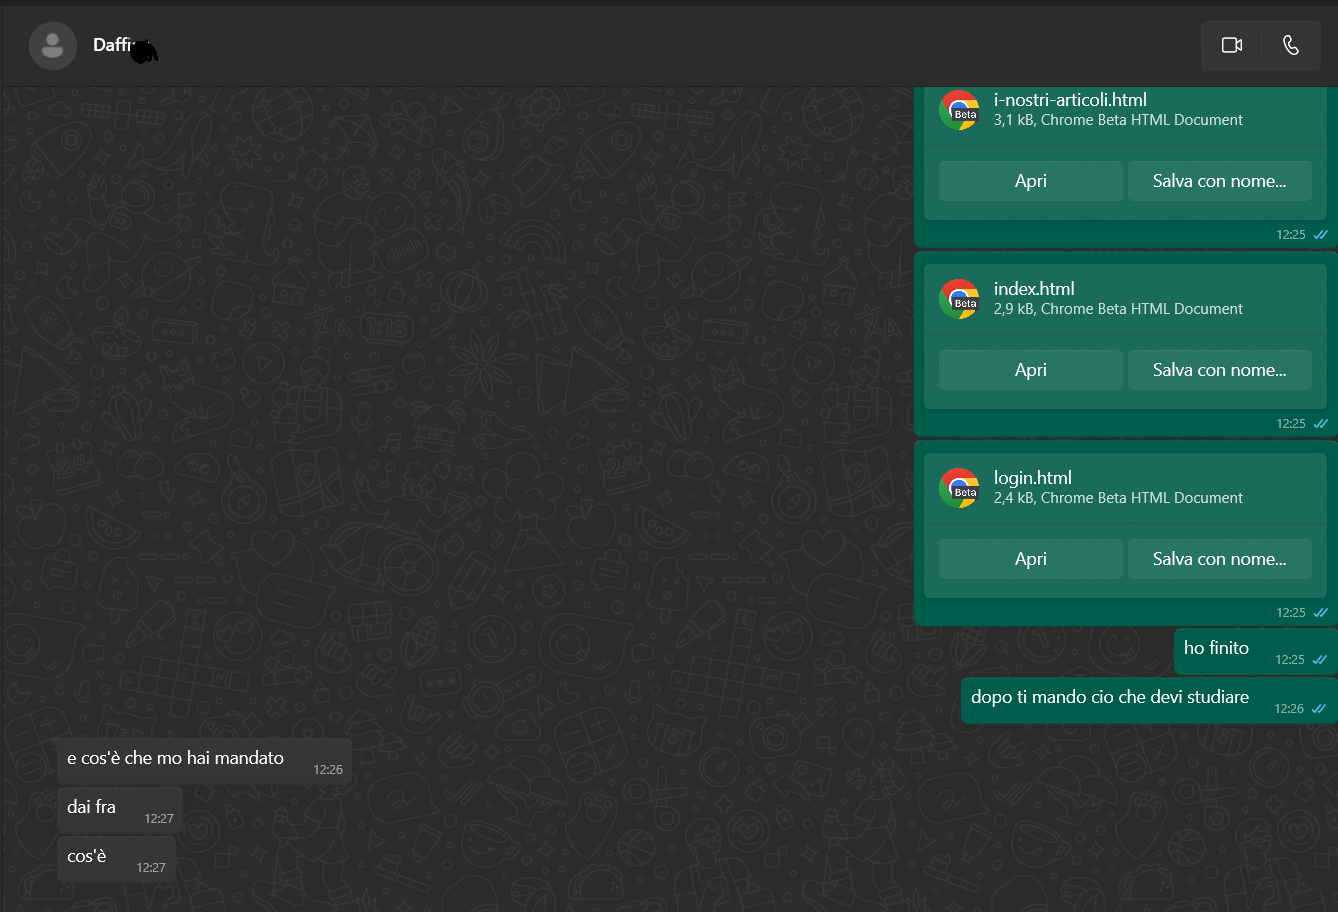 Daffi
i-nostri-articoli.html
Beta
3,1 kB, Chrome Beta HTML Document
Apri
Salva con nome...
12:25
index.html
Beta
2,9 kB, Chrome Beta HTML Document
Apri
Salva con nome...
12:25
login.html
Beta
2,4 kB, Chrome Beta HTML Document
Apri
Salva con nome...
12:25
ho finito
12:25
dopo ti mando cio che devi studiare
12:26
e cos'è che mo hai mandato
12:26
dai fra
12:27
cos'è
12:27